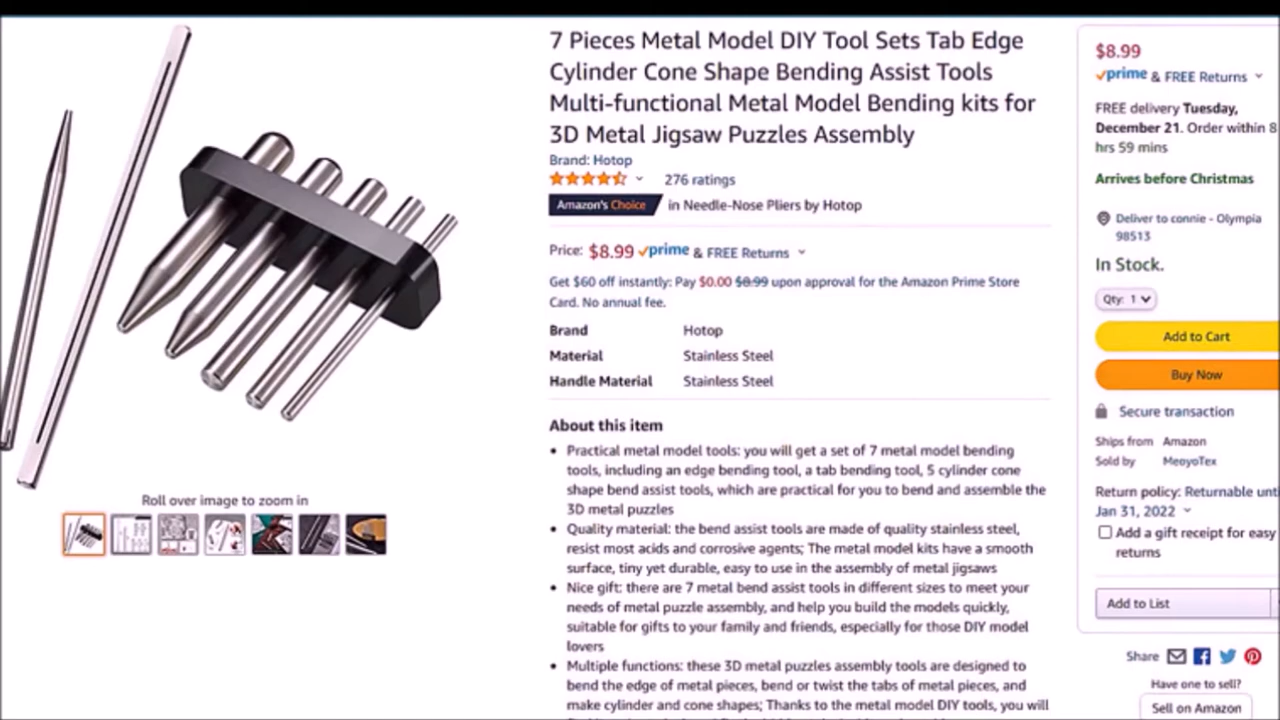 7 Pieces Metal Model DIY Tool Sets Tab Edge
Cylinder Cone Shape Bending Assist Tools
Multi-functional Metal Model Bending kits for
3D Metal Jigsaw Puzzles Assembly
Brand: Hotop
276 ratings
Amazon's Choice in Needle-Nose Pliers by Hotop
Price: $8.99 prime & FREE Returns
Get $60 off instantly: Pay $0.00 $8.99 upon approval for the Amazon Prime Store
Card. No annual fee.
Brand Hotop
Material Stainless Steel
Handle Material Stainless Steel
About this item
• Practical metal model tools: you will get a set of 7 metal model bending
tools, including an edge bending tool, a tab bending tool, 5 cylinder cone
shape bend assist tools, which are practical for you to bend and assemble the
3D metal puzzles
• Quality material: the bend assist tools are made of quality stainless steel,
resist most acids and corrosive agents; The metal model kits have a smooth
surface, tiny yet durable, easy to use in the assembly of metal jigsaws
• Nice gift: there are 7 metal bend assist tools in different sizes to meet your
needs of metal puzzle assembly, and help you build the models quickly,
suitable for gifts to your family and friends, especially for those DIY model
lovers
• Multiple functions: these 3D metal puzzles assembly tools are designed to
bend the edge of metal pieces, bend or twist the tabs of metal pieces, and
make cylinder and cone shapes; Thanks to the metal model DIY tools, you will
Roll over image to zoom in
$8.99
prime & FREE Returns
FREE delivery Tuesday,
December 21. Order within 8
hrs 59 mins
Arrives before Christmas
Deliver to connie - Olympia
98513
In Stock.
Qty: 1
Add to Cart
Buy Now
Secure transaction
Ships from Amazon
Sold by MeoyoTex
Return policy: Returnable unt
Jan 31, 2022
Add a gift receipt for easy
returns
Add to List
Share
Have one to sell?
Sell on Amazon